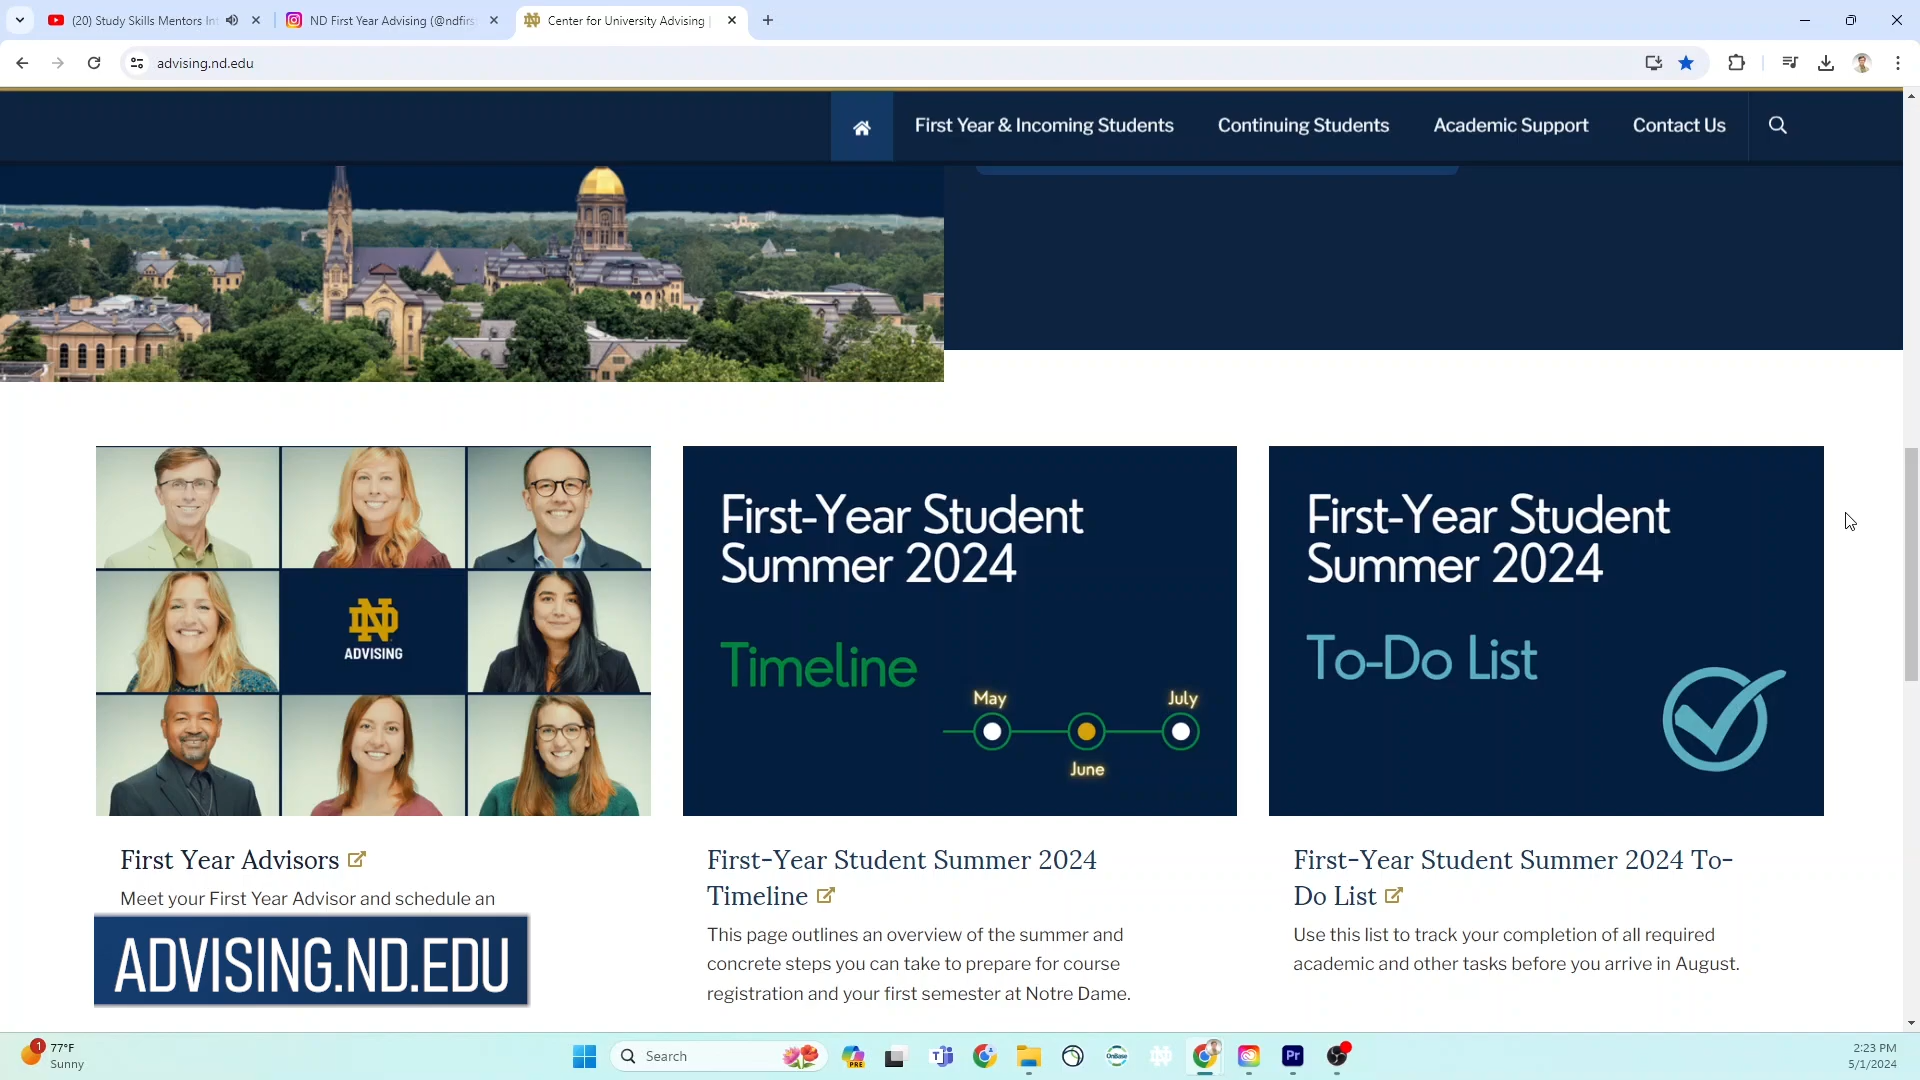 (20) Study Skills Mentors In
ND First Year Advising (@ndfirs
Center for University Advising |
advising.nd.edu
First Year & Incoming Students
Continuing Students
Academic Support
Contact Us
ND
ADVISING
First-Year Student
Summer 2024
Timeline
May
June
July
First-Year Student
Summer 2024
To-Do List
First Year Advisors
Meet your First Year Advisor and schedule an
ADVISING.ND.EDU
First-Year Student Summer 2024
Timeline
This page outlines an overview of the summer and
concrete steps you can take to prepare for course
registration and your first semester at Notre Dame.
First-Year Student Summer 2024 To-
Do List
Use this list to track your completion of all required
academic and other tasks before you arrive in August.
1
77°F
Sunny
Search
PRE
OnBase
Pr
2:23 PM
5/1/2024